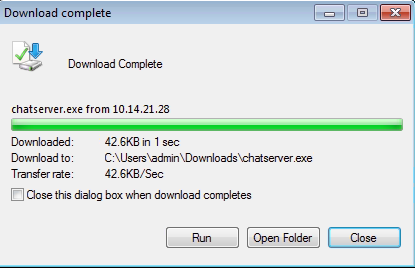 Download complete
Download Complete
chatserver.exe from 10.14.21.28
Downloaded: 42.6KB in 1 sec
Download to: C:\Users\admin\Downloads\chatserver.exe
Transfer rate: 42.6KB/Sec
Close this dialog box when download completes
Run Open Folder Close